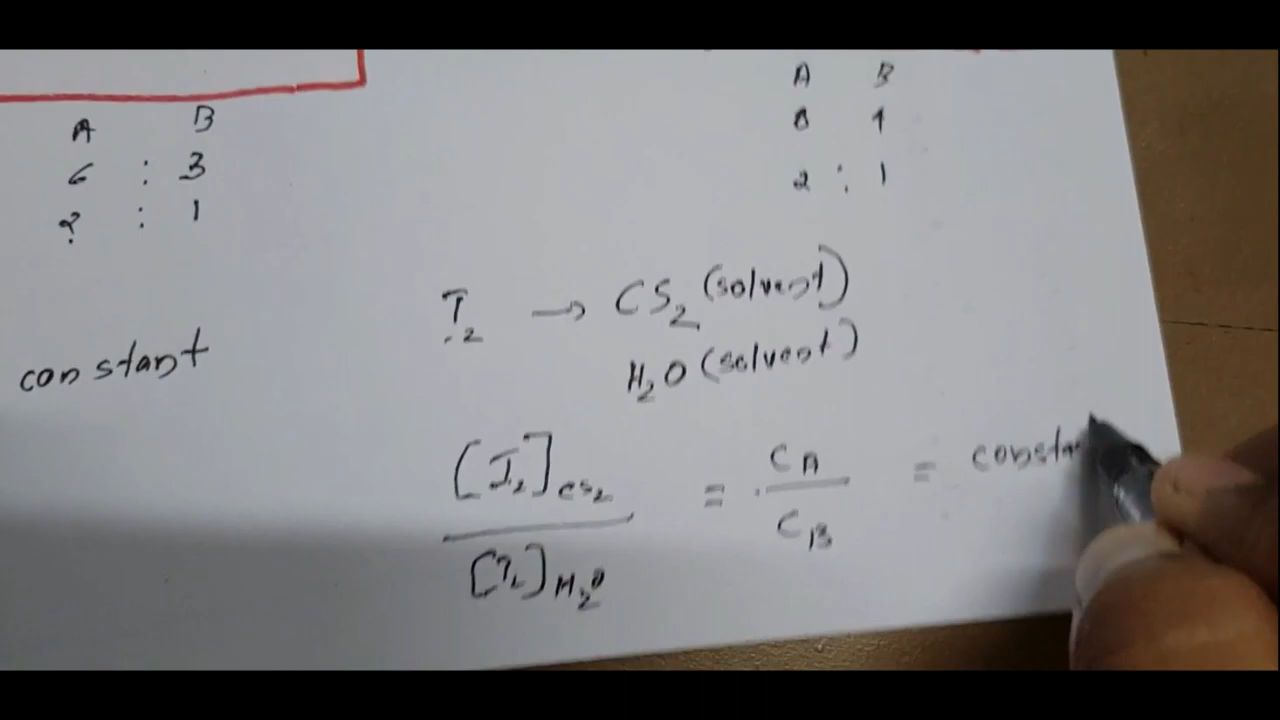 A B
6 : 3
2 : 1
constant
A B
8 4
2 : 1
I2 → CS2 (solvent)
H2O (solvent)
[I2]CS2 / [I2]H2O = CA / CB = consta